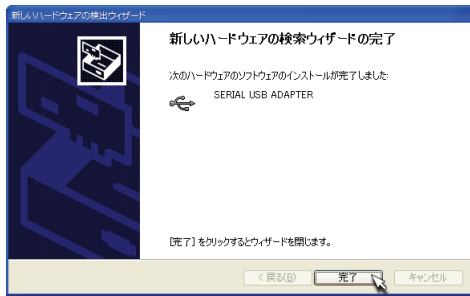 新しいハードウェアの検出ウィザード
新しいハードウェアの検索ウィザードの完了
次のハードウェアのソフトウェアのインストールが完了しました:
SERIAL USB ADAPTER
[完了] をクリックするとウィザードを閉じます。
< 戻る(B)
完了
キャンセル